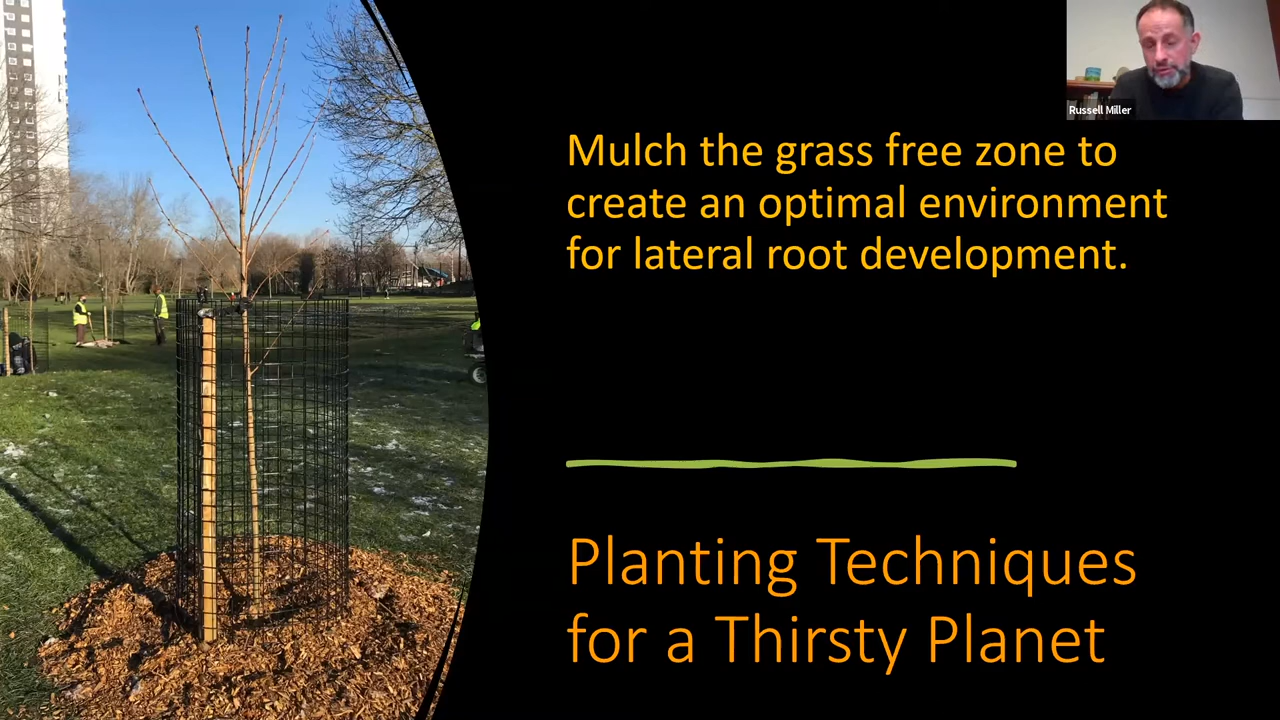 Russell Miller
Mulch the grass free zone to
create an optimal environment
for lateral root development.
Planting Techniques
for a Thirsty Planet